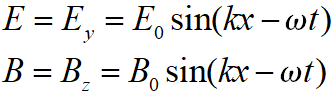 E = E_y = E_0 sin(kx − ωt)
B = B_z = B_0 sin(kx − ωt)